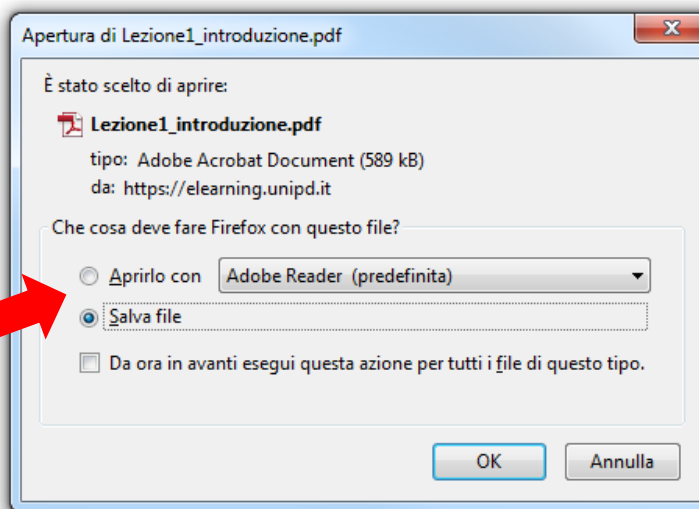 Apertura di Lezione1_introduzione.pdf
È stato scelto di aprire:
Lezione1_introduzione.pdf
tipo: Adobe Acrobat Document (589 kB)
da: https://elearning.unipd.it
Che cosa deve fare Firefox con questo file?
Aprirlo con Adobe Reader (predefinita)
Salva file
Da ora in avanti esegui questa azione per tutti i file di questo tipo.
OK Annulla